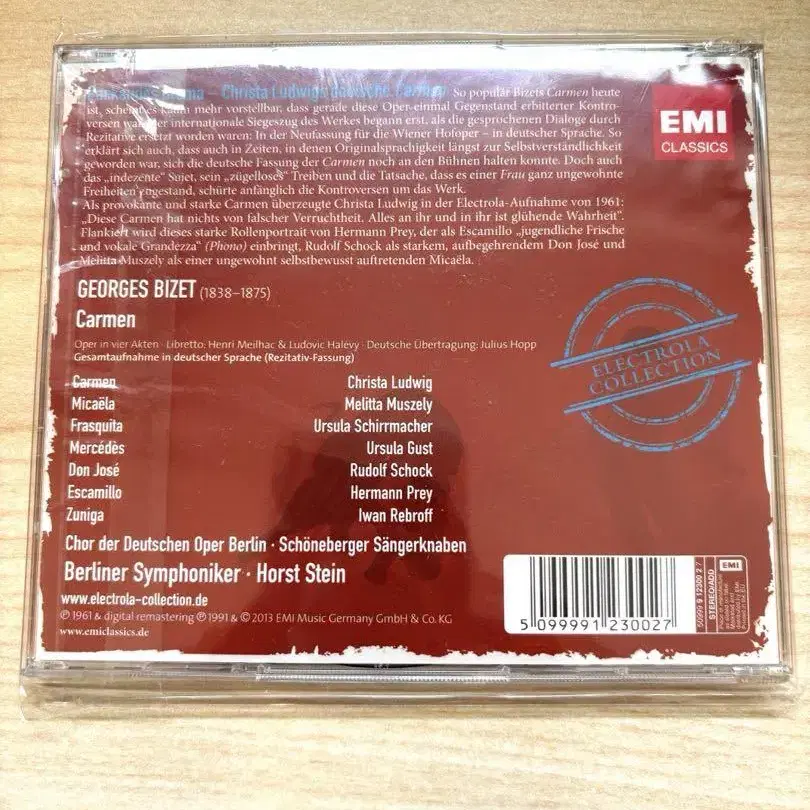 – Christa Ludwigs deutsche Carmen So populär Bizets Carmen heute
ist, scheint es kaum mehr vorstellbar, dass gerade diese Oper einmal Gegenstand erbitterter Kontro-
versen war. Der internationale Siegeszug des Werkes begann erst, als die gesprochenen Dialoge durch
Rezitative ersetzt worden waren: In der Neufassung für die Wiener Hofoper – in deutscher Sprache. So
erklärt sich auch, dass auch in Zeiten, in denen Originalsprachigkeit längst zur Selbstverständlichkeit
geworden war, sich die deutsche Fassung der Carmen noch an den Bühnen halten konnte. Doch auch
das „indezente“ Sujet, sein „zügelloses“ Treiben und die Tatsache, dass es einer Frau ganz ungewohnte
Freiheiten zugestand, schürte anfänglich die Kontroversen um das Werk.
Als provokante und starke Carmen überzeugte Christa Ludwig in der Electrola-Aufnahme von 1961:
„Diese Carmen hat nichts von falscher Verruchtheit. Alles an ihr und in ihr ist glühende Wahrheit“.
Flankiert wird dieses starke Rollenportrait von Hermann Prey, der als Escamillo „jugendliche Frische
und vokale Grandezza“ (Phono) einbringt, Rudolf Schock als starkem, aufbegehrendem Don José und
Melitta Muszely als einer ungewohnt selbstbewusst auftretenden Micaëla.
EMI
CLASSICS
GEORGES BIZET (1838–1875)
Carmen
Oper in vier Akten · Libretto: Henri Meilhac & Ludovic Halévy · Deutsche Übertragung: Julius Hopp
Gesamtaufnahme in deutscher Sprache (Rezitativ-Fassung)
ELECTROLA
COLLECTION
Carmen Christa Ludwig
Micaëla Melitta Muszely
Frasquita Ursula Schirrmacher
Mercédès Ursula Gust
Don José Rudolf Schock
Escamillo Hermann Prey
Zuniga Iwan Rebroff
Chor der Deutschen Oper Berlin · Schöneberger Sängerknaben
Berliner Symphoniker · Horst Stein
www.electrola-collection.de
℗ 1961 & digital remastering ℗ 1991 & © 2013 EMI Music Germany GmbH & Co. KG
www.emiclassics.de
5 099991 230027
50999 9 12300 2 7
STEREO/ADD
EMI